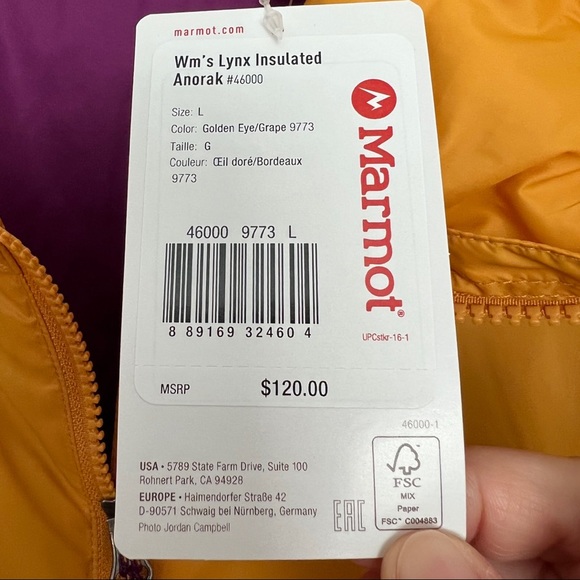 marmot.com
Wm's Lynx Insulated
Anorak #46000
Size: L
Color: Golden Eye/Grape 9773
Taille: G
Couleur: Œil doré/Bordeaux
9773
46000 9773 L
8 89169 32460 4
Marmot®
UPCstkr-16-1
MSRP $120.00
46000-1
USA • 5789 State Farm Drive, Suite 100
Rohnert Park, CA 94928
EUROPE • Haimendorfer Straße 42
D-90571 Schwaig bei Nürnberg, Germany
Photo Jordan Campbell
EAC
FSC
MIX
Paper
FSC™ C004883